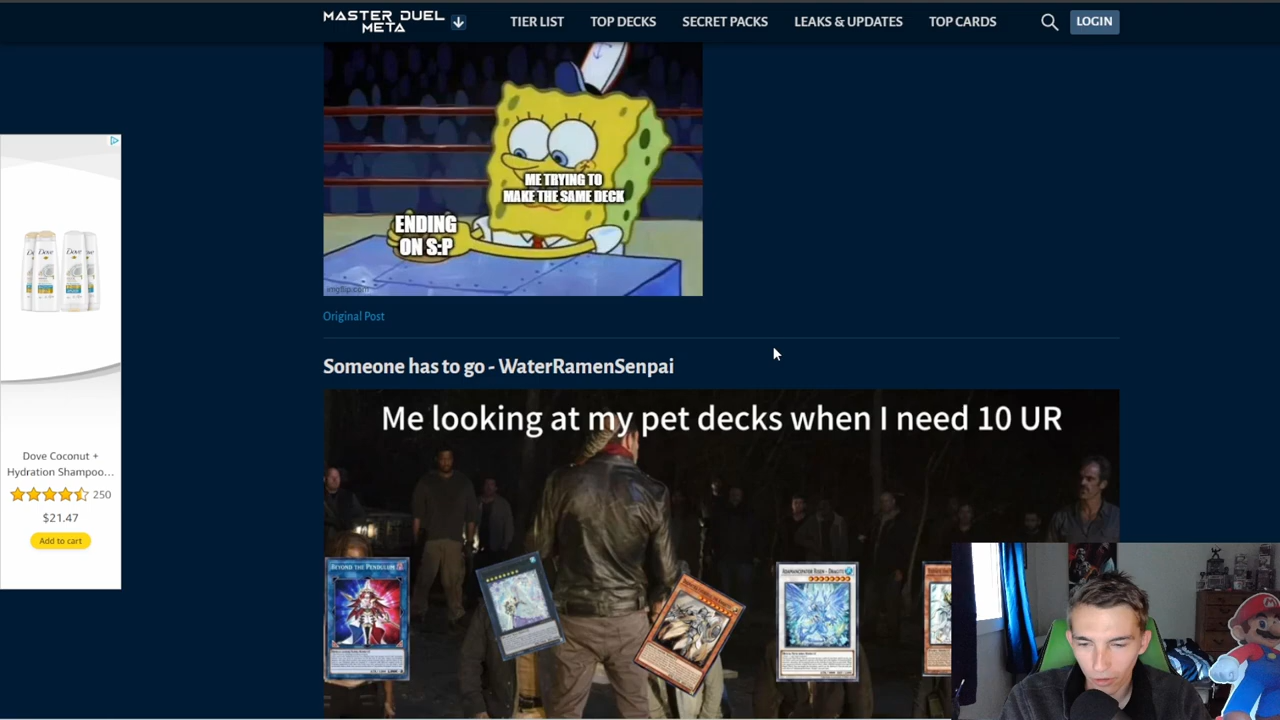 MASTER DUEL
META
TIER LIST
TOP DECKS
SECRET PACKS
LEAKS & UPDATES
TOP CARDS
LOGIN
ME TRYING TO
MAKE THE SAME DECK
ENDING
ON S:P
imgflip.com
Original Post
Someone has to go - WaterRamenSenpai
Me looking at my pet decks when I need 10 UR
BEYOND THE PENDULUM
Dove
Dove
Dove Coconut +
Hydration Shampoo...
250
$21.47
Add to cart